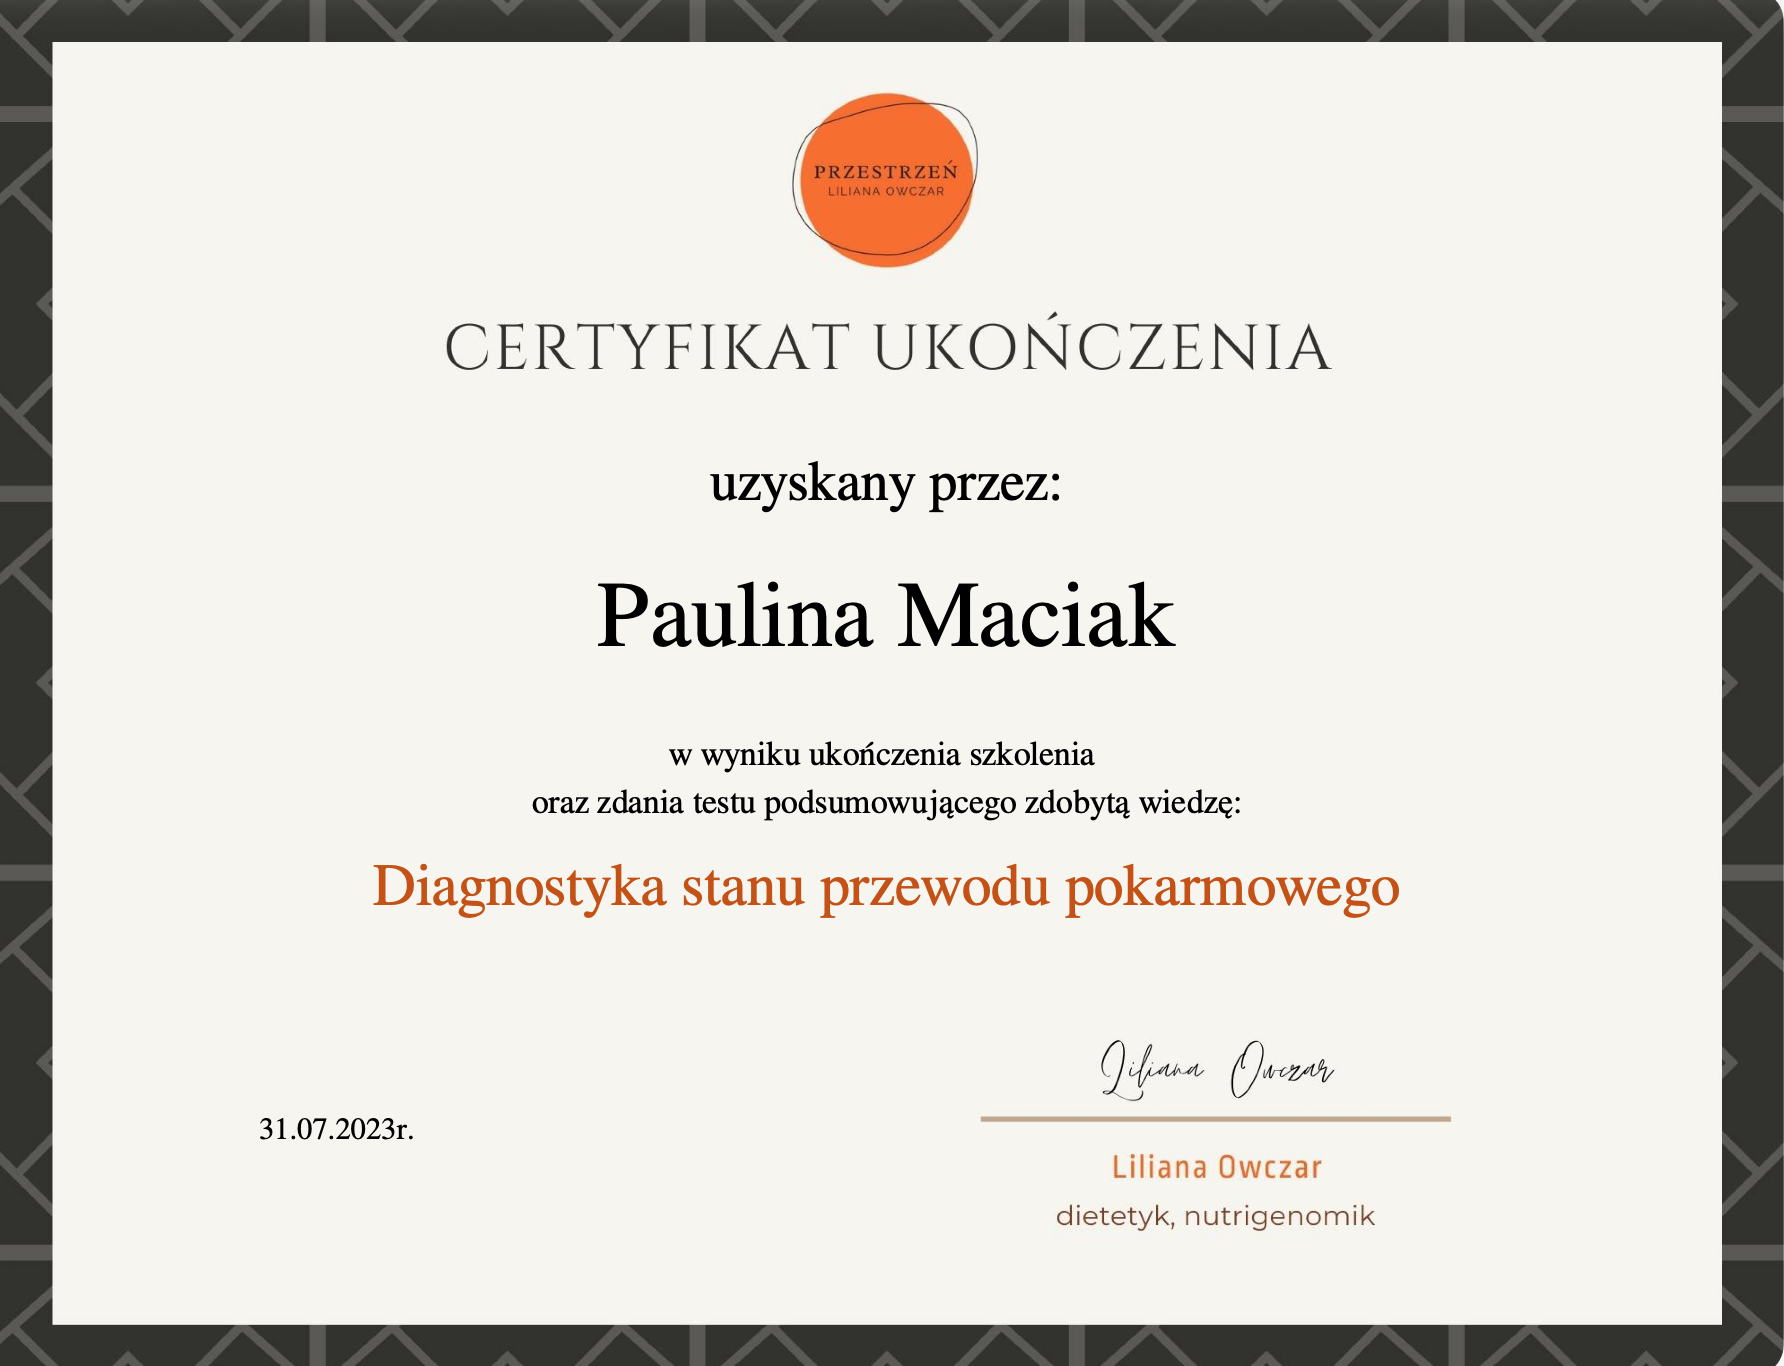 PRZESTRZEŃ
LILIANA OWCZAR
CERTYFIKAT UKOŃCZENIA
uzyskany przez:
Paulina Maciak
w wyniku ukończenia szkolenia
oraz zdania testu podsumowującego zdobytą wiedzę:
Diagnostyka stanu przewodu pokarmowego
Liliana Owczar
31.07.2023r.
Liliana Owczar
dietetyk, nutrigenomik